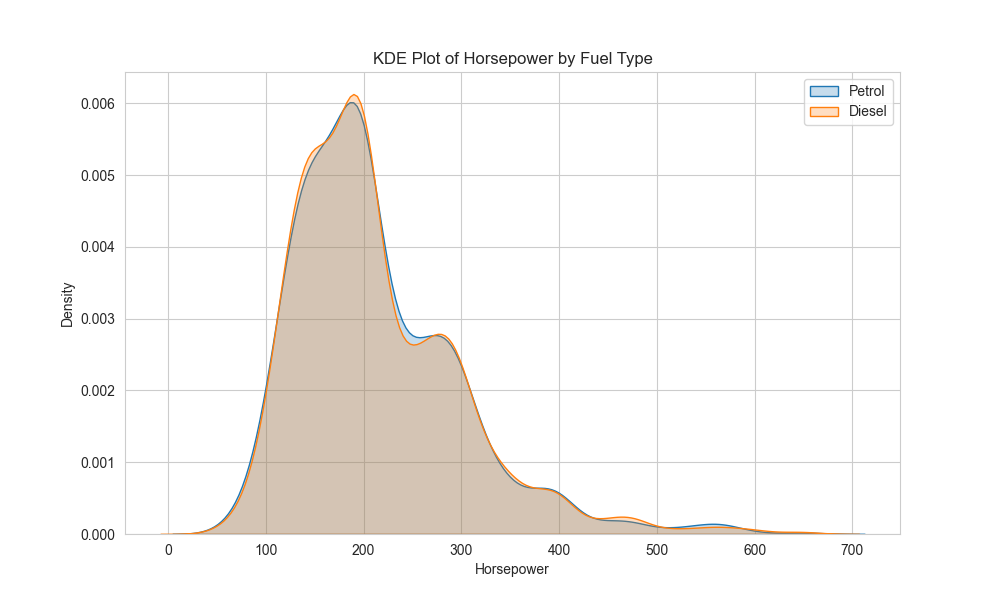 KDE Plot of Horsepower by Fuel Type
Petrol
Diesel
0.006
0.005
0.004
0.003
0.002
0.001
0.000
Density
0 100 200 300 400 500 600 700
Horsepower